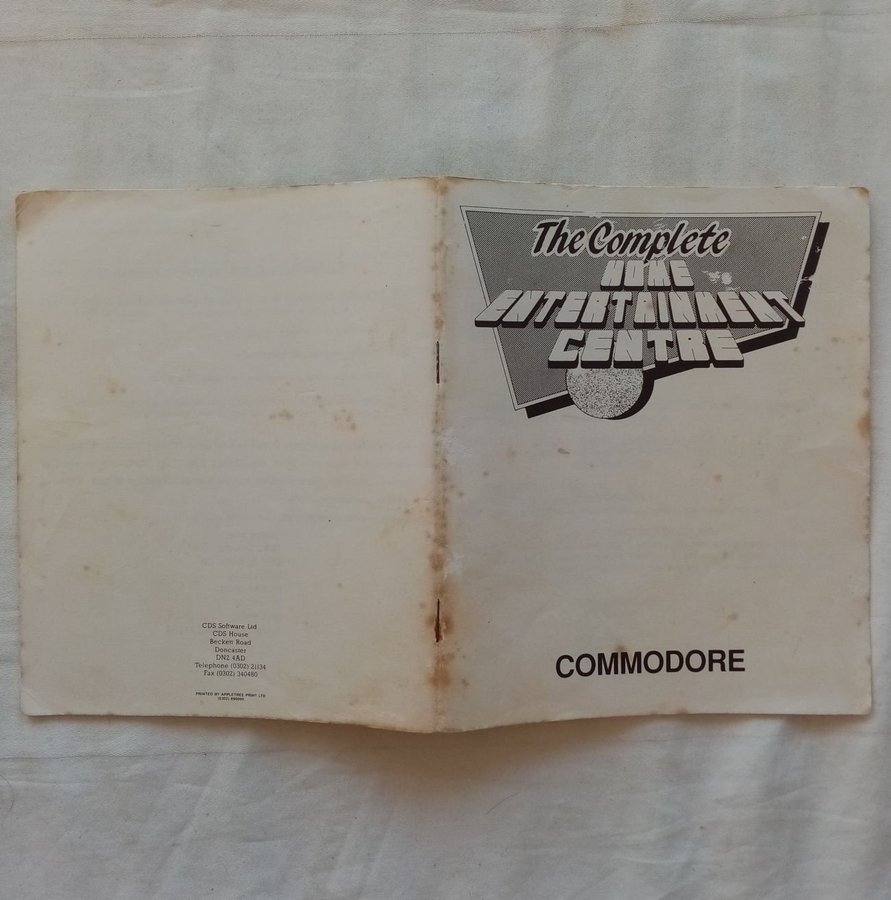 CDS Software Ltd
CDS House
Beckett Road
Doncaster
DN2 4AD
Telephone (0302) 21134
Fax (0302) 340480
PRINTED BY APPLETREE PRINT LTD
The Complete
HOME
ENTERTAINMENT
CENTRE
COMMODORE